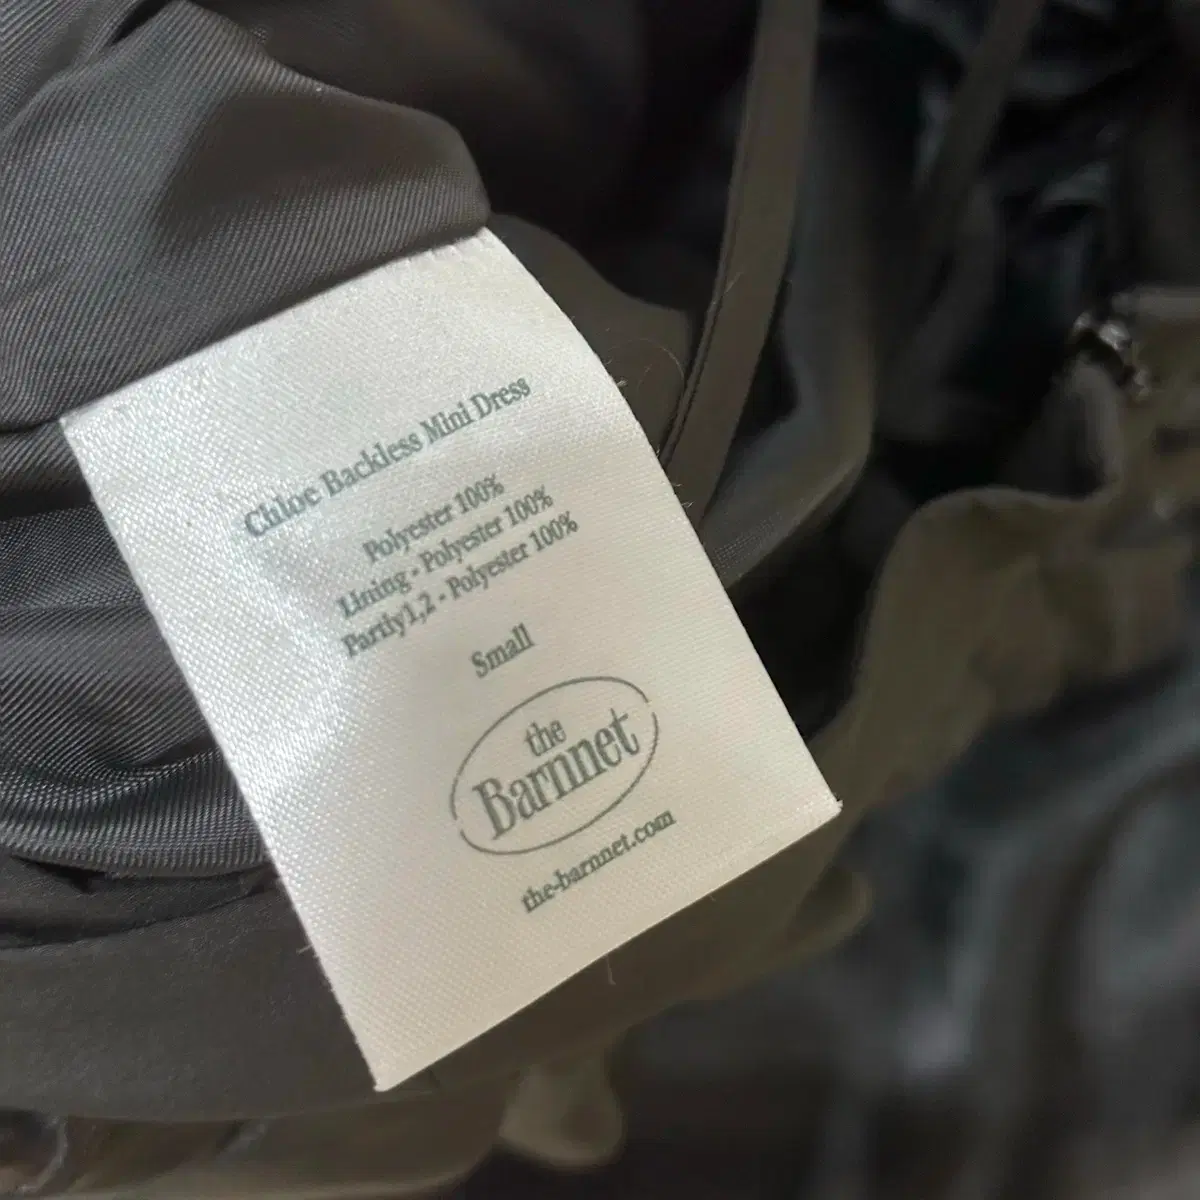 Chloe Backless Mini Dress
Polyester 100%
Lining - Polyester 100%
Partly1,2 - Polyester 100%
Small
the
Barnnet
the-barnnet.com